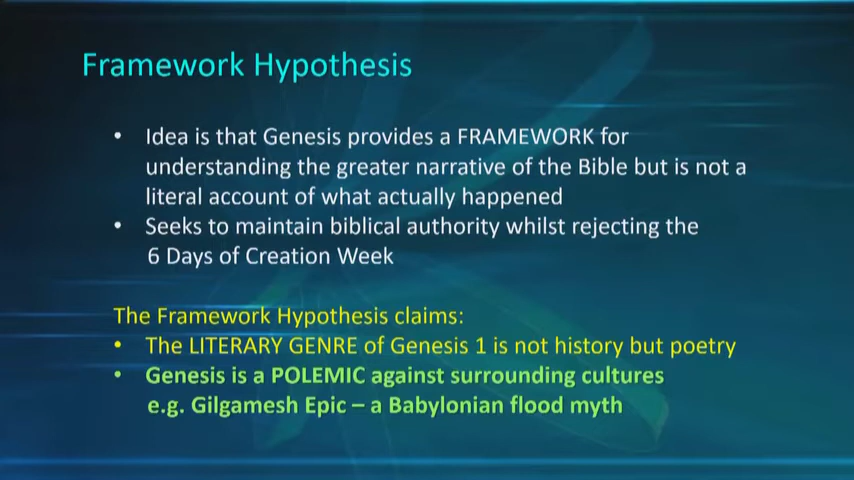 Framework Hypothesis
• Idea is that Genesis provides a FRAMEWORK for
understanding the greater narrative of the Bible but is not a
literal account of what actually happened
• Seeks to maintain biblical authority whilst rejecting the
6 Days of Creation Week
The Framework Hypothesis claims:
• The LITERARY GENRE of Genesis 1 is not history but poetry
• Genesis is a POLEMIC against surrounding cultures
e.g. Gilgamesh Epic – a Babylonian flood myth